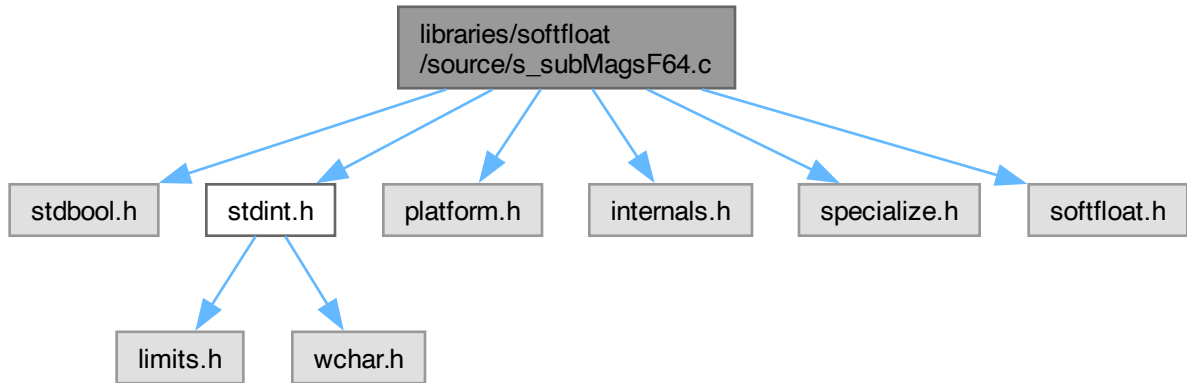 libraries/softfloat
/source/s_subMagsF64.c
stdbool.h
stdint.h
platform.h
internals.h
specialize.h
softfloat.h
limits.h
wchar.h